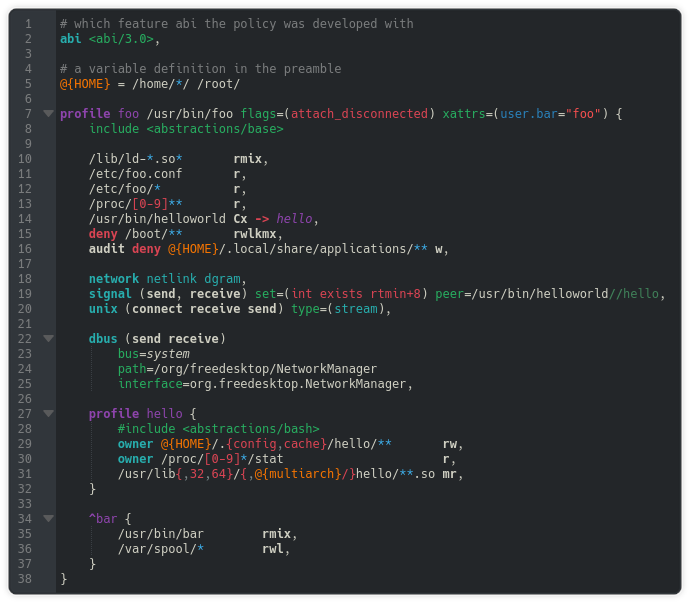 1 # which feature abi the policy was developed with
2 abi <abi/3.0>,
3
4 # a variable definition in the preamble
5 @{HOME} = /home/*/ /root/
6
7 profile foo /usr/bin/foo flags=(attach_disconnected) xattrs=(user.bar="foo") {
8     include <abstractions/base>
9
10     /lib/ld-*.so*       rmix,
11     /etc/foo.conf       r,
12     /etc/foo/*          r,
13     /proc/[0-9]**       r,
14     /usr/bin/helloworld Cx -> hello,
15     deny /boot/**       rwlkmx,
16     audit deny @{HOME}/.local/share/applications/** w,
17
18     network netlink dgram,
19     signal (send, receive) set=(int exists rtmin+8) peer=/usr/bin/helloworld//hello,
20     unix (connect receive send) type=(stream),
21
22     dbus (send receive)
23         bus=system
24         path=/org/freedesktop/NetworkManager
25         interface=org.freedesktop.NetworkManager,
26
27     profile hello {
28         #include <abstractions/bash>
29         owner @{HOME}/.{config,cache}/hello/**       rw,
30         owner /proc/[0-9]*/stat                      r,
31         /usr/lib{,32,64}/{,@{multiarch}/}hello/**.so mr,
32     }
33
34     ^bar {
35         /usr/bin/bar        rmix,
36         /var/spool/*        rwl,
37     }
38 }